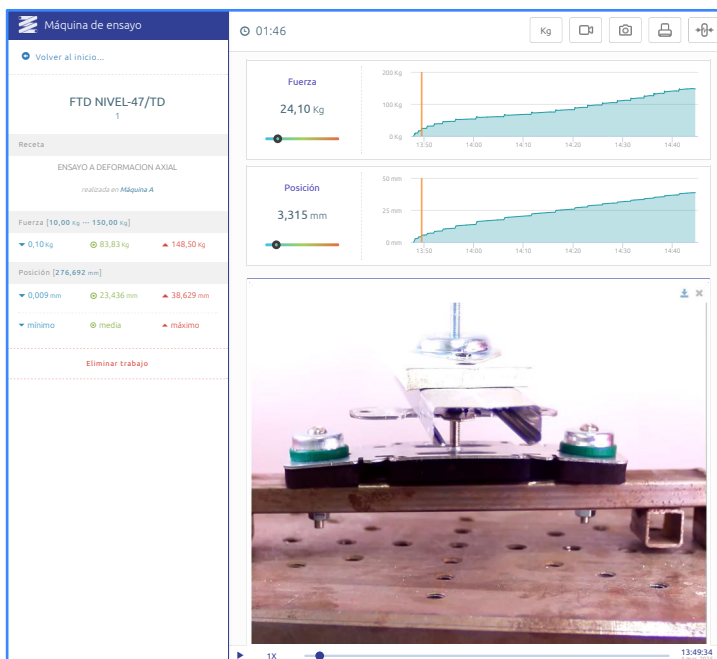 Máquina de ensayo
Volver al inicio...
FTD NIVEL-47/TD
1
Receta
ENSAYO A DEFORMACION AXIAL
realizada en Máquina A
Fuerza [10,00 Kg ··· 150,00 Kg]
0,10 Kg 83,83 Kg 148,50 Kg
Posición [276,692 mm]
0,009 mm 23,436 mm 38,629 mm
mínimo media máximo
Eliminar trabajo
01:46
Kg
Fuerza
24,10 Kg
200 Kg
100 Kg
0 Kg
13:50 14:00 14:10 14:20 14:30 14:40
Posición
3,315 mm
50 mm
25 mm
0 mm
13:50 14:00 14:10 14:20 14:30 14:40
1X
13:49:34